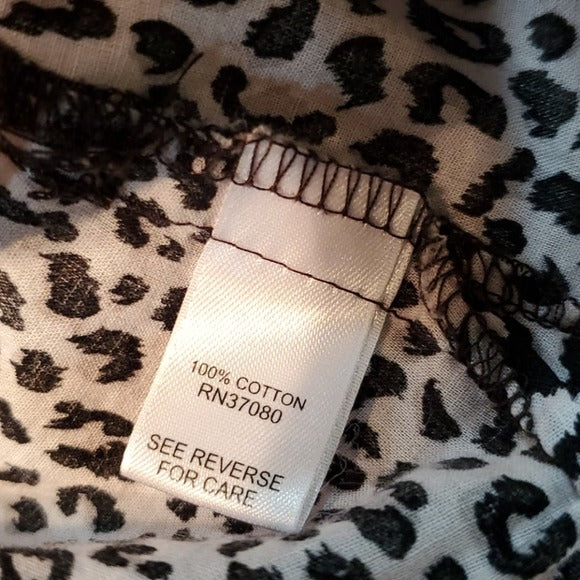 100% COTTON
RN37080
SEE REVERSE
FOR CARE